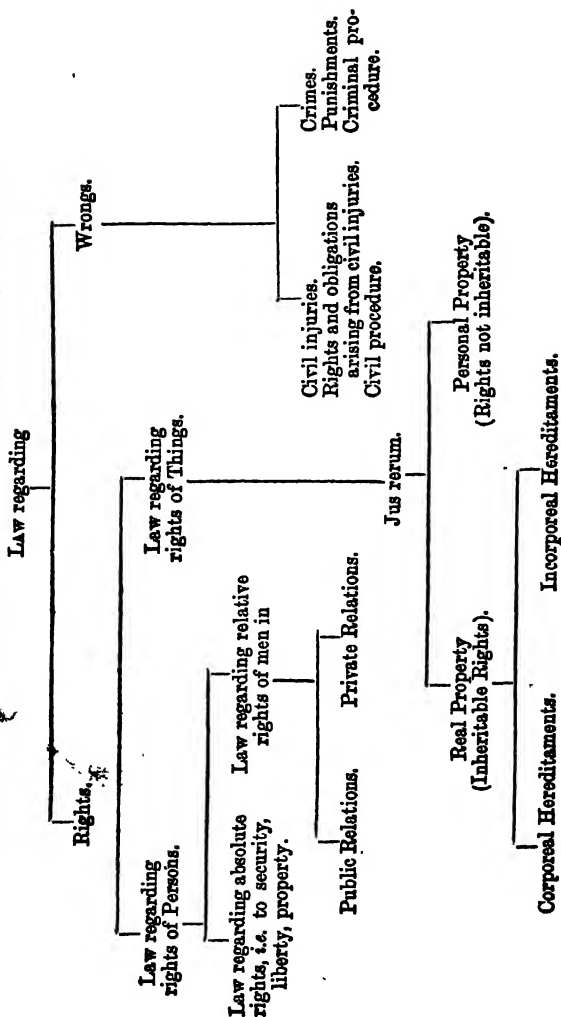 LAW regarding
Rights.
Wrongs.
Law regarding
rights of Persons.
Law regarding
rights of Things.
Civil injuries.
Rights and obligations
arising from civil injuries.
Civil procedure.
Crimes.
Punishments.
Criminal pro-
cedure.
Law regarding absolute
rights, i.e. to security,
liberty, property.
Law regarding relative
rights of men in
Public Relations.
Private Relations.
Jus rerum.
Real Property
(Inheritable Rights).
Personal Property
(Rights not inheritable).
Corporeal Hereditaments.
Incorporeal Hereditaments.